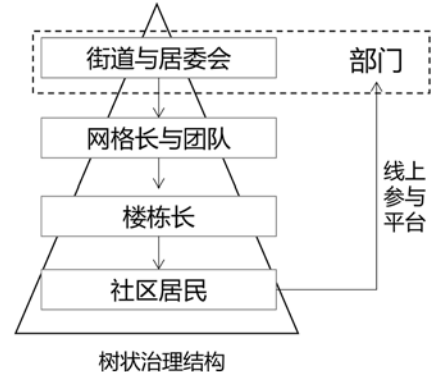 街道与居委会
部门
网格长与团队
楼栋长
社区居民
线上
参与
平台
树状治理结构